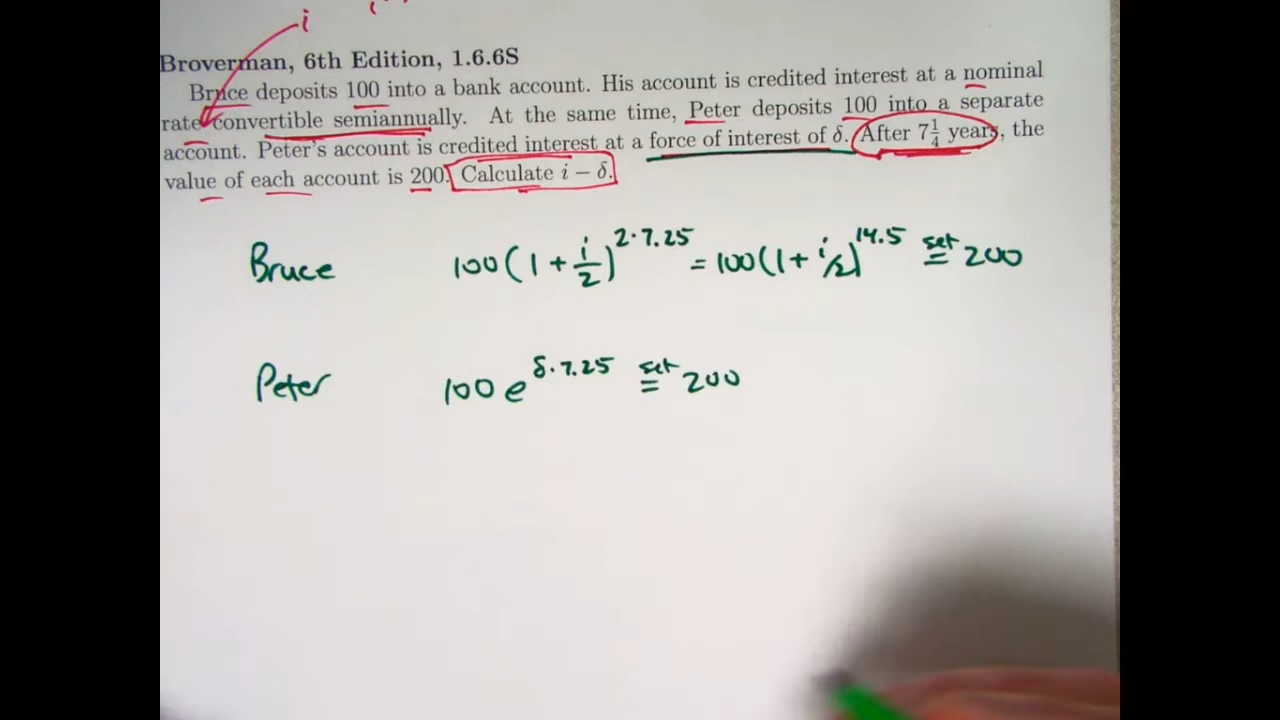 i i
Broverman, 6th Edition, 1.6.6S
Bruce deposits 100 into a bank account. His account is credited interest at a nominal
rate convertible semiannually. At the same time, Peter deposits 100 into a separate
account. Peter's account is credited interest at a force of interest of δ. After 7 1/4 years, the
value of each account is 200. Calculate i − δ.
Bruce 100(1 + i/2)^2·7.25 = 100(1 + i/2)^14.5 set = 200
Peter 100 e^δ·7.25 set = 200